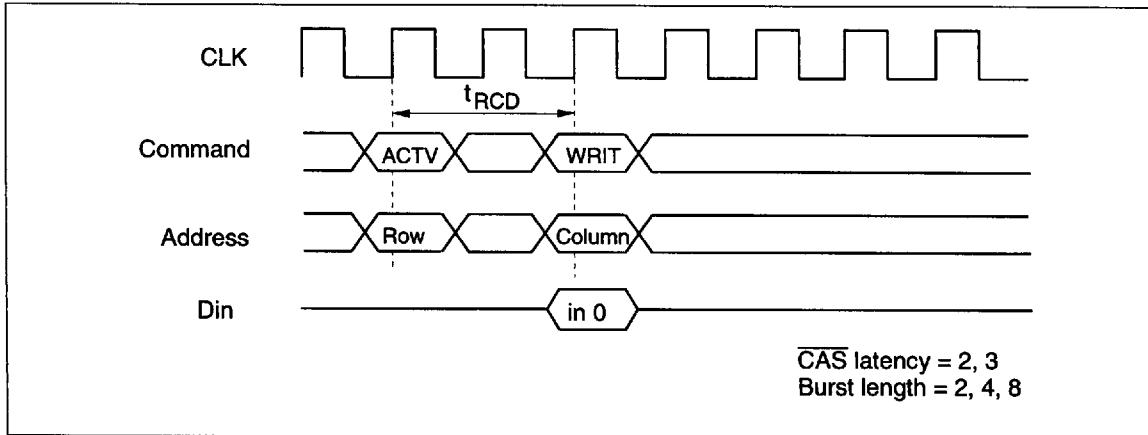 CLK
tRCD
Command
ACTV
WRIT
Address
Row
Column
Din
in 0
CAS latency = 2, 3
Burst length = 2, 4, 8